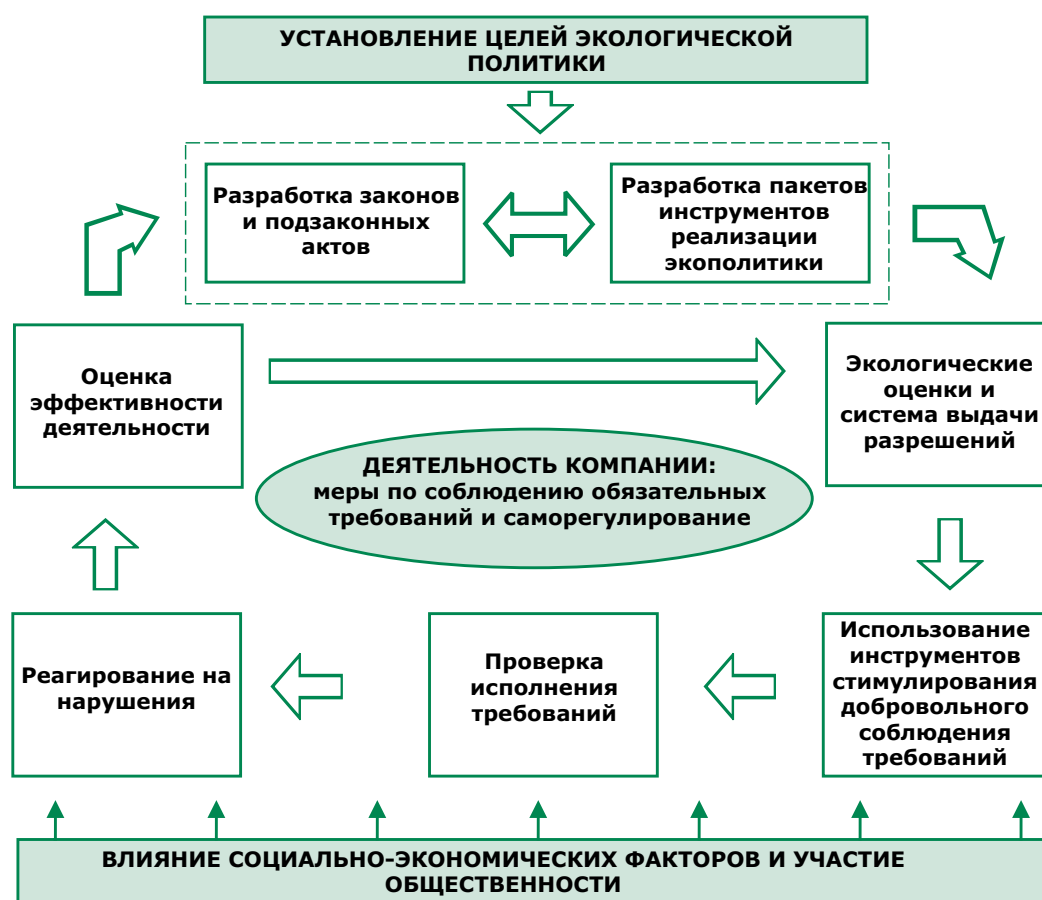 УСТАНОВЛЕНИЕ ЦЕЛЕЙ ЭКОЛОГИЧЕСКОЙ
ПОЛИТИКИ
Разработка законов
и подзаконных
актов
Разработка пакетов
инструментов
реализации
экополитики
Оценка
эффективности
деятельности
Экологические
оценки и
система выдачи
разрешений
ДЕЯТЕЛЬНОСТЬ КОМПАНИИ:
меры по соблюдению обязательных
требований и саморегулирование
Реагирование на
нарушения
Проверка
исполнения
требований
Использование
инструментов
стимулирования
добровольного
соблюдения
требований
ВЛИЯНИЕ СОЦИАЛЬНО-ЭКОНОМИЧЕСКИХ ФАКТОРОВ И УЧАСТИЕ
ОБЩЕСТВЕННОСТИ